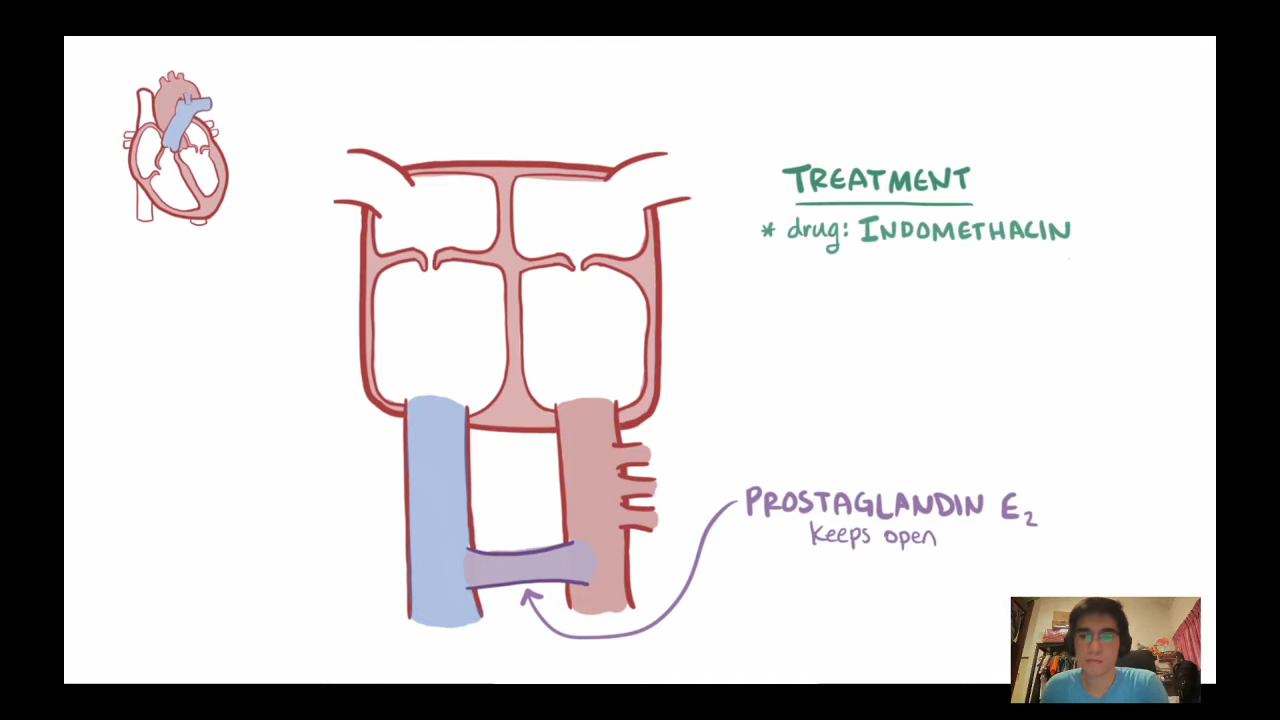 TREATMENT
* drug: INDOMETHACIN
PROSTAGLANDIN E₂
keeps open